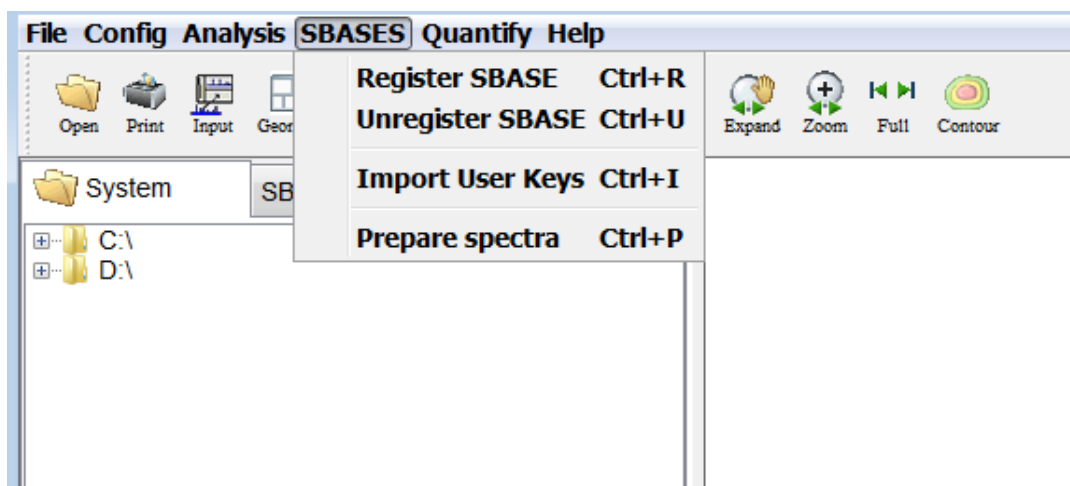 File Config Analysis SBASES Quantify Help
Register SBASE Ctrl+R
Unregister SBASE Ctrl+U
Import User Keys Ctrl+I
Prepare spectra Ctrl+P
Open Print Input Expand Zoom Full Contour
System SB
C:\
D:\